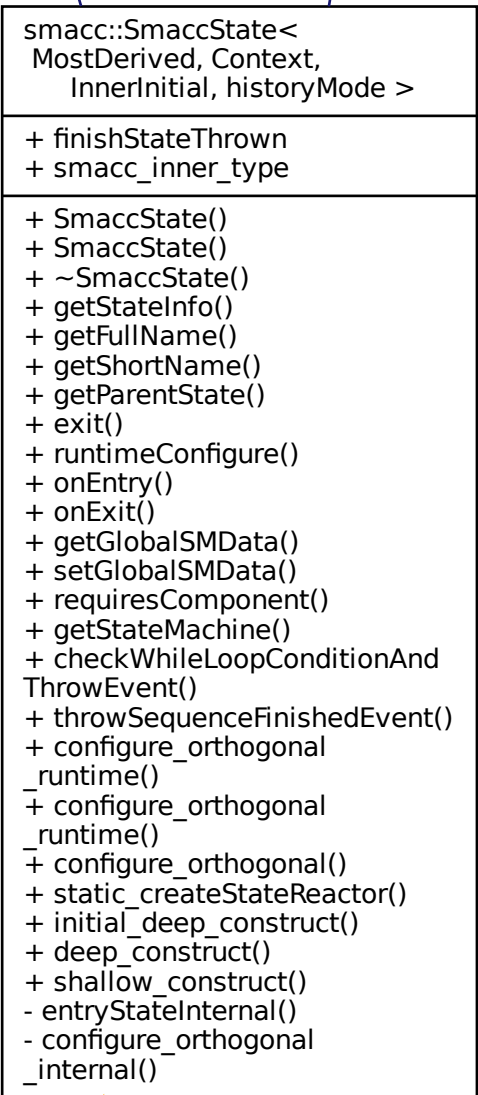 smacc::SmaccState<
MostDerived, Context,
InnerInitial, historyMode >
+ finishStateThrown
+ smacc_inner_type
+ SmaccState()
+ SmaccState()
+ ~SmaccState()
+ getStateInfo()
+ getFullName()
+ getShortName()
+ getParentState()
+ exit()
+ runtimeConfigure()
+ onEntry()
+ onExit()
+ getGlobalSMData()
+ setGlobalSMData()
+ requiresComponent()
+ getStateMachine()
+ checkWhileLoopConditionAnd
ThrowEvent()
+ throwSequenceFinishedEvent()
+ configure_orthogonal
_runtime()
+ configure_orthogonal
_runtime()
+ configure_orthogonal()
+ static_createStateReactor()
+ initial_deep_construct()
+ deep_construct()
+ shallow_construct()
- entryStateInternal()
- configure_orthogonal
_internal()